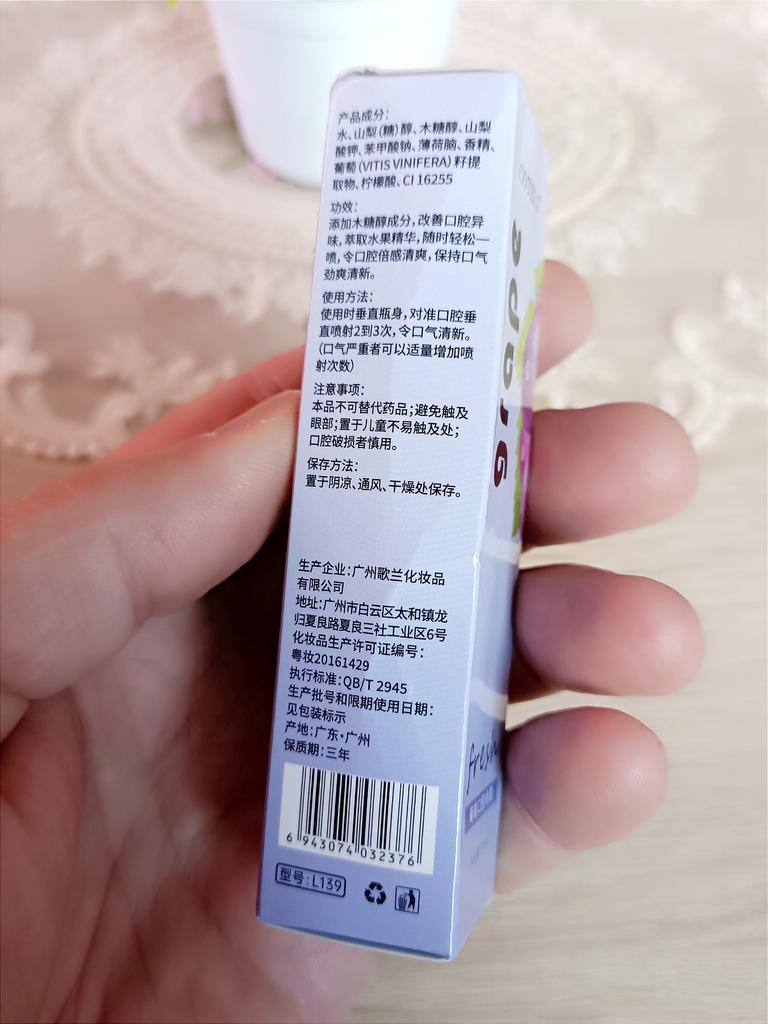 产品成分：
水、山梨（糖）醇、木糖醇、山梨
酸钾、苯甲酸钠、薄荷脑、香精、
葡萄（VITIS VINIFERA）籽提
取物、柠檬酸、CI 16255
功效：
添加木糖醇成分，改善口腔异
味，萃取水果精华，随时轻松一
喷，令口腔倍感清爽，保持口气
劲爽清新。
使用方法：
使用时垂直瓶身，对准口腔垂
直喷射2到3次，令口气清新。
（口气严重者可以适量增加喷
射次数）
注意事项：
本品不可替代药品；避免触及
眼部；置于儿童不易触及处；
口腔破损者慎用。
保存方法：
置于阴凉、通风、干燥处保存。
生产企业：广州歌兰化妆品
有限公司
地址：广州市白云区太和镇龙
归夏良路夏良三社工业区6号
化妆品生产许可证编号：
粤妆20161429
执行标准：QB/T 2945
生产批号和限期使用日期：
见包装标示
产地：广东·广州
保质期：三年
6 943074 032376
型号：L139
grape
fresh